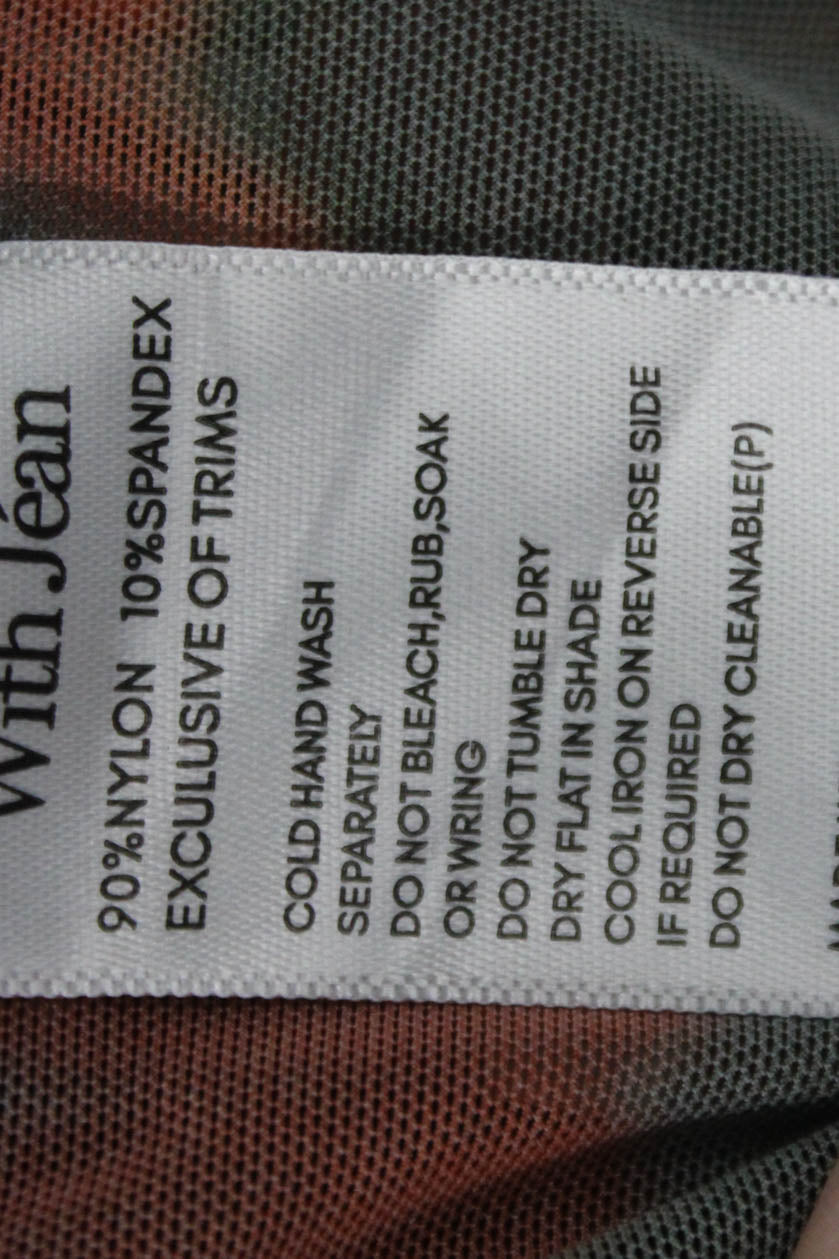 With Jéan
90%NYLON 10%SPANDEX
EXCULUSIVE OF TRIMS
COLD HAND WASH
SEPARATELY
DO NOT BLEACH,RUB,SOAK
OR WRING
DO NOT TUMBLE DRY
DRY FLAT IN SHADE
COOL IRON ON REVERSE SIDE
IF REQUIRED
DO NOT DRY CLEANABLE(P)